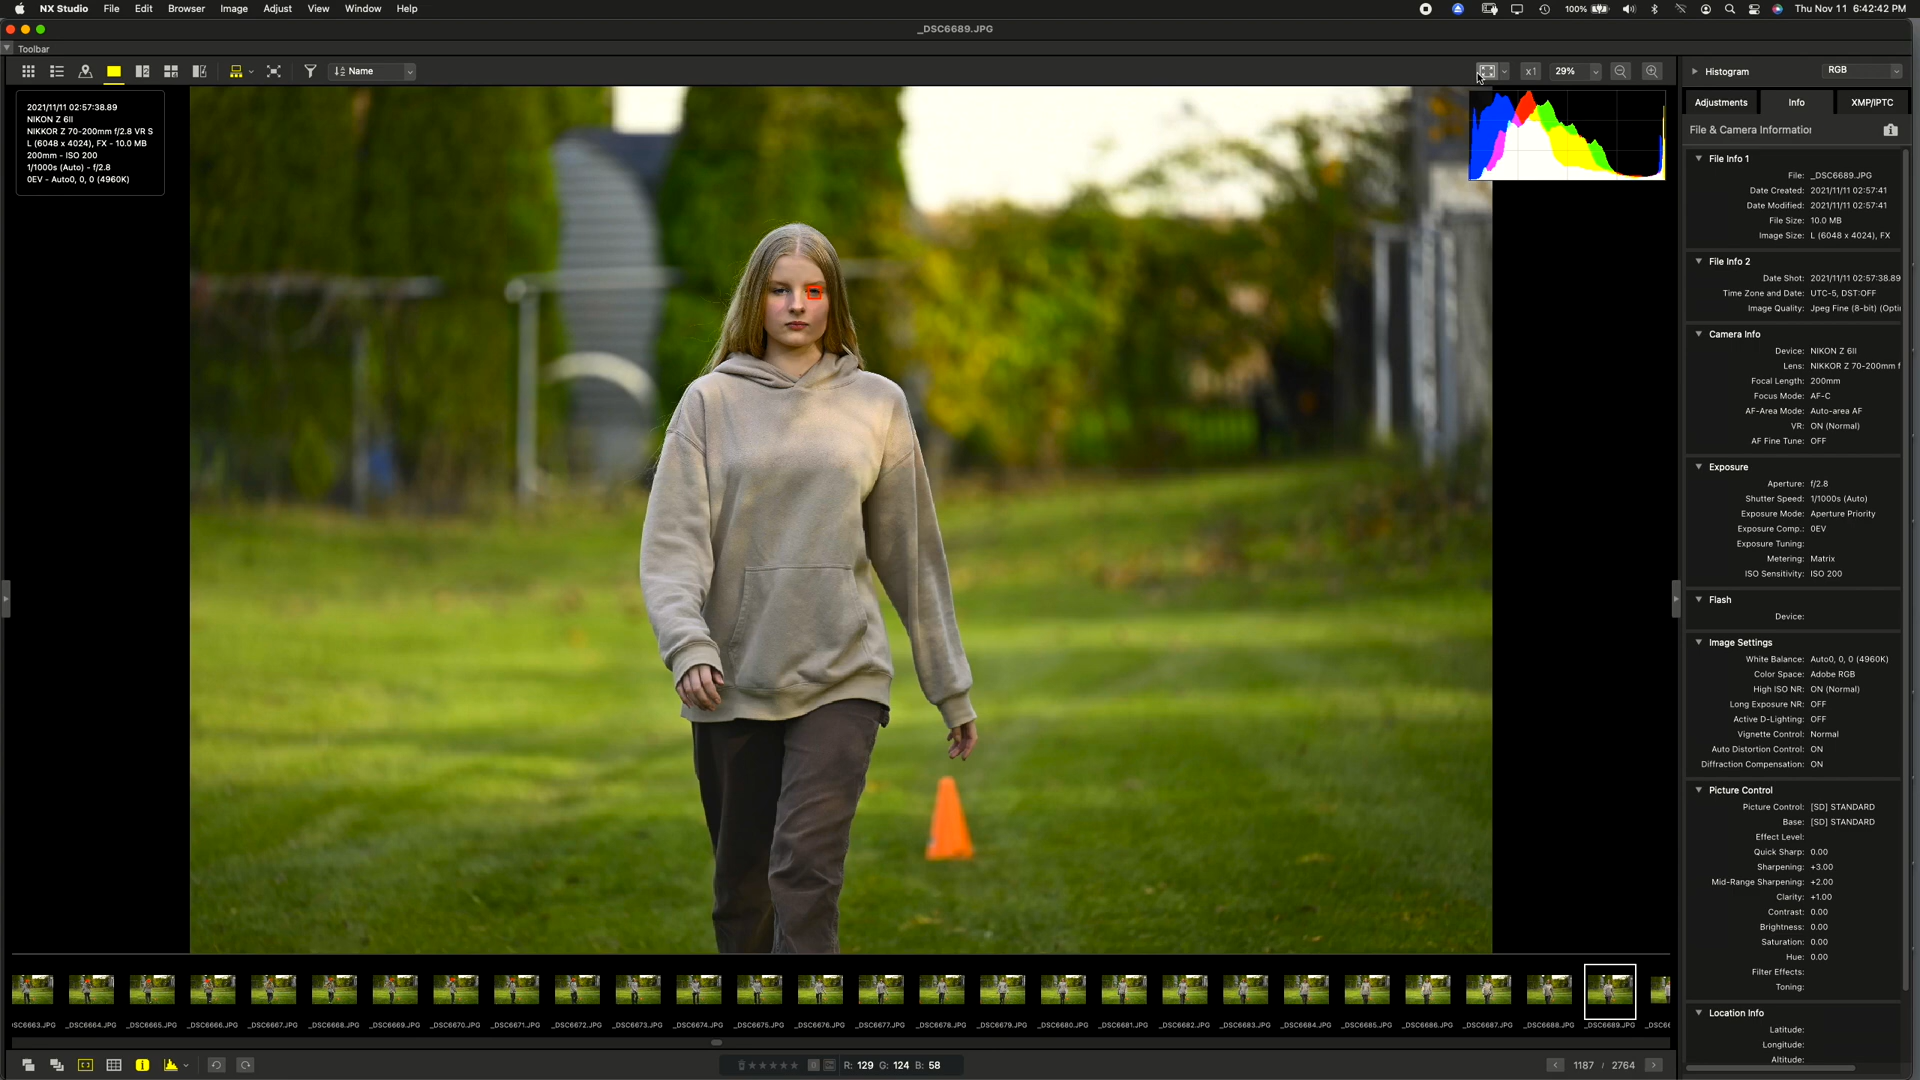 NX Studio File Edit Browser Image Adjust View Window Help 100% Thu Nov 11 6:42:42 PM
_DSC6689.JPG
Toolbar
Name x1 29% Histogram RGB
2021/11/11 02:57:38.89
NIKON Z 6II
NIKKOR Z 70-200mm f/2.8 VR S
L (6048 x 4024), FX - 10.0 MB
200mm - ISO 200
1/1000s (Auto) - f/2.8
0EV - Auto0, 0, 0 (4960K)
Adjustments Info XMP/IPTC
File & Camera Information
File Info 1
File: _DSC6689.JPG
Date Created: 2021/11/11 02:57:41
Date Modified: 2021/11/11 02:57:41
File Size: 10.0 MB
Image Size: L (6048 x 4024), FX
File Info 2
Date Shot: 2021/11/11 02:57:38.89
Time Zone and Date: UTC-5, DST:OFF
Image Quality: Jpeg Fine (8-bit) (Opti
Camera Info
Device: NIKON Z 6II
Lens: NIKKOR Z 70-200mm f
Focal Length: 200mm
Focus Mode: AF-C
AF-Area Mode: Auto-area AF
VR: ON (Normal)
AF Fine Tune: OFF
Exposure
Aperture: f/2.8
Shutter Speed: 1/1000s (Auto)
Exposure Mode: Aperture Priority
Exposure Comp.: 0EV
Exposure Tuning:
Metering: Matrix
ISO Sensitivity: ISO 200
Flash
Device:
Image Settings
White Balance: Auto0, 0, 0 (4960K)
Color Space: Adobe RGB
High ISO NR: ON (Normal)
Long Exposure NR: OFF
Active D-Lighting: OFF
Vignette Control: Normal
Auto Distortion Control: ON
Diffraction Compensation: ON
Picture Control
Picture Control: [SD] STANDARD
Base: [SD] STANDARD
Effect Level:
Quick Sharp: 0.00
Sharpening: +3.00
Mid-Range Sharpening: +2.00
Clarity: +1.00
Contrast: 0.00
Brightness: 0.00
Saturation: 0.00
Hue: 0.00
Filter Effects:
Toning:
Location Info
Latitude:
Longitude:
Altitude:
SC6663.JPG _DSC6664.JPG _DSC6665.JPG _DSC6666.JPG _DSC6667.JPG _DSC6668.JPG _DSC6669.JPG _DSC6670.JPG _DSC6671.JPG _DSC6672.JPG _DSC6673.JPG _DSC6674.JPG _DSC6675.JPG _DSC6676.JPG _DSC6677.JPG _DSC6678.JPG _DSC6679.JPG _DSC6680.JPG _DSC6681.JPG _DSC6682.JPG _DSC6683.JPG _DSC6684.JPG _DSC6685.JPG _DSC6686.JPG _DSC6687.JPG _DSC6688.JPG _DSC6689.JPG _DSC6
R: 129 G: 124 B: 58 1187 / 2764